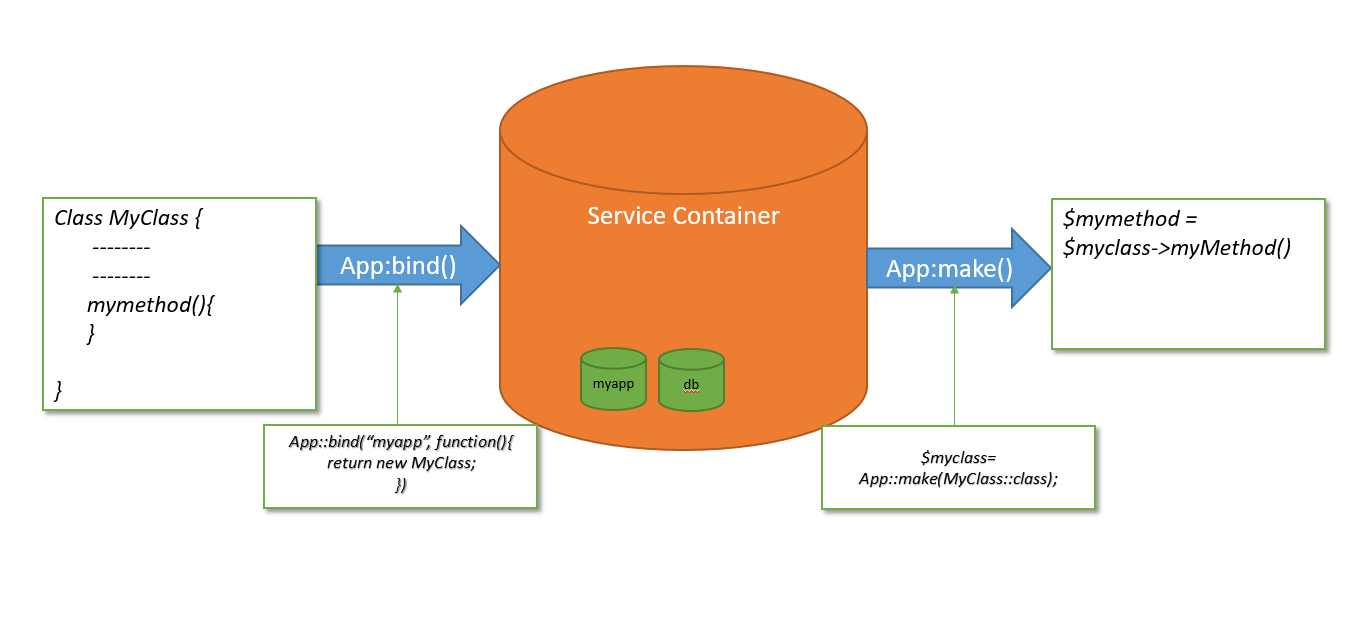 Class MyClass {
--------
--------
mymethod(){
}
}
App:bind()
Service Container
App:make()
$mymethod =
$myclass->myMethod()
myapp
db
App::bind(“myapp”, function(){
return new MyClass;
})
$myclass=
App::make(MyClass::class);